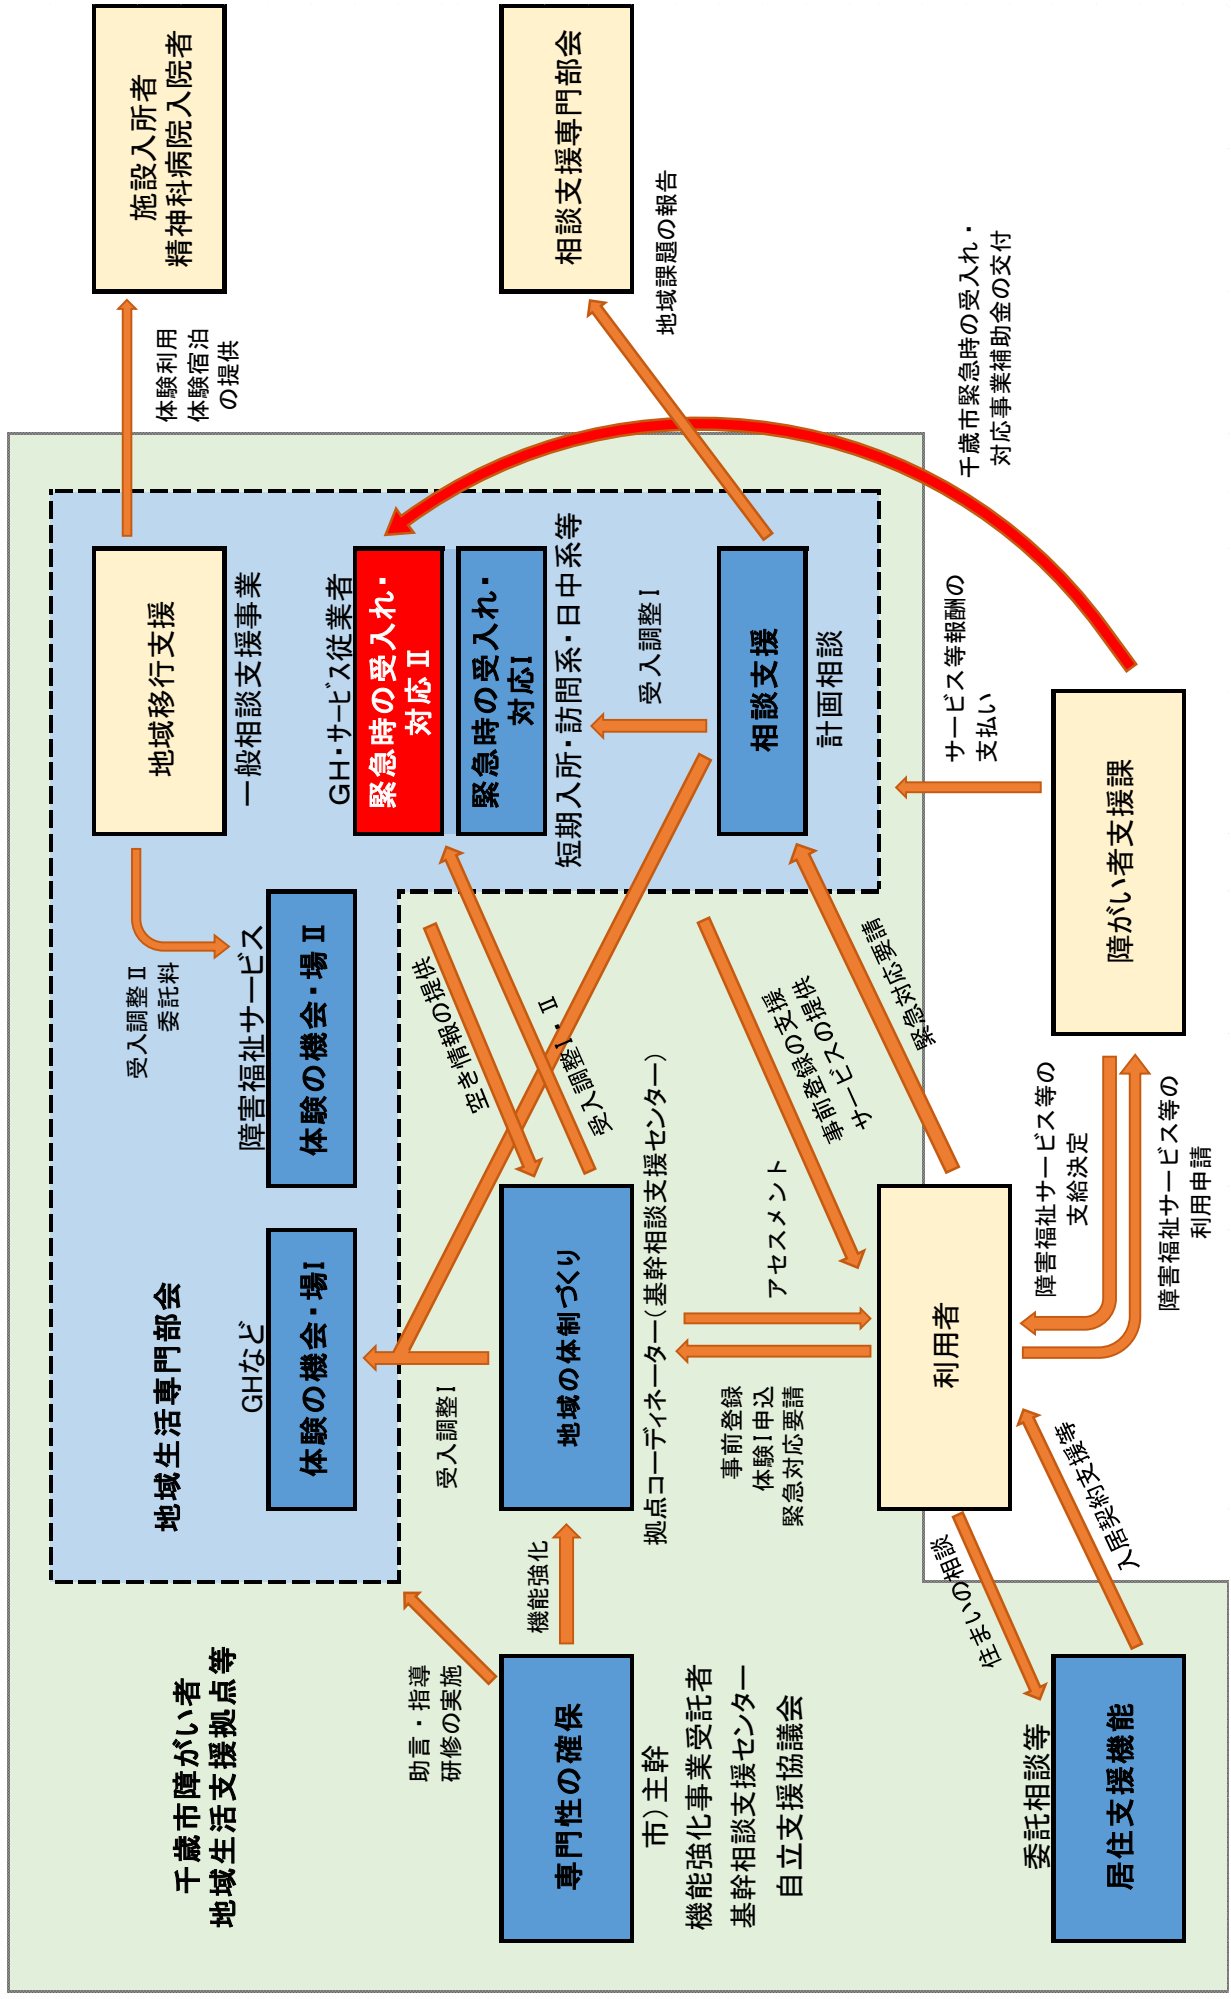 千歳市障がい者
地域生活支援拠点等
地域生活専門部会
GHなど
体験の機会・場Ⅰ
障害福祉サービス
体験の機会・場Ⅱ
受入調整Ⅱ
委託料
地域移行支援
一般相談支援事業
体験利用
体験宿泊
の提供
施設入所者
精神科病院入院者
GH・サービス従業者
緊急時の受入れ・
対応Ⅱ
緊急時の受入れ・
対応Ⅰ
短期入所・訪問系・日中系等
受入調整Ⅰ
相談支援
計画相談
地域課題の報告
相談支援専門部会
助言・指導
研修の実施
機能強化
専門性の確保
市）主幹
機能強化事業受託者
基幹相談支援センター
自立支援協議会
受入調整Ⅰ
地域の体制づくり
拠点コーディネーター（基幹相談支援センター）
空き情報の提供
受入調整Ⅰ・Ⅱ
事前登録
体験Ⅰ申込
緊急対応要請
アセスメント
事前登録の支援
サービスの提供
緊急対応要請
利用者
住まいの相談
入居契約支援等
委託相談等
居住支援機能
障害福祉サービス等の
支給決定
障害福祉サービス等の
利用申請
障がい者支援課
サービス等報酬の
支払い
千歳市緊急時の受入れ・
対応事業補助金の交付